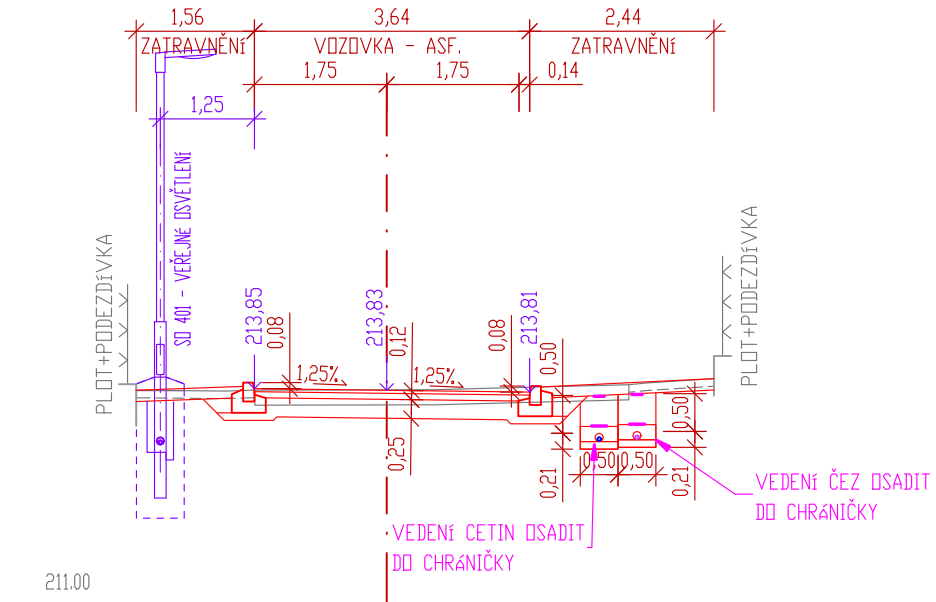 1,56
3,64
2,44
ZATRAVNĚNÍ
VOZOVKA - ASF.
ZATRAVNĚNÍ
1,75
1,75
0,14
1,25
SO 401 - VEŘEJNÉ OSVĚTLENÍ
PLOT+PODEZDÍVKA
PLOT+PODEZDÍVKA
213,85
0,08
213,83
0,12
0,08
213,81
0,50
1,25%
1,25%
0,25
0,50
0,50
0,50
0,21
0,21
VEDENÍ ČEZ OSADIT
DO CHRÁNIČKY
VEDENÍ CETIN OSADIT
DO CHRÁNIČKY
211.00